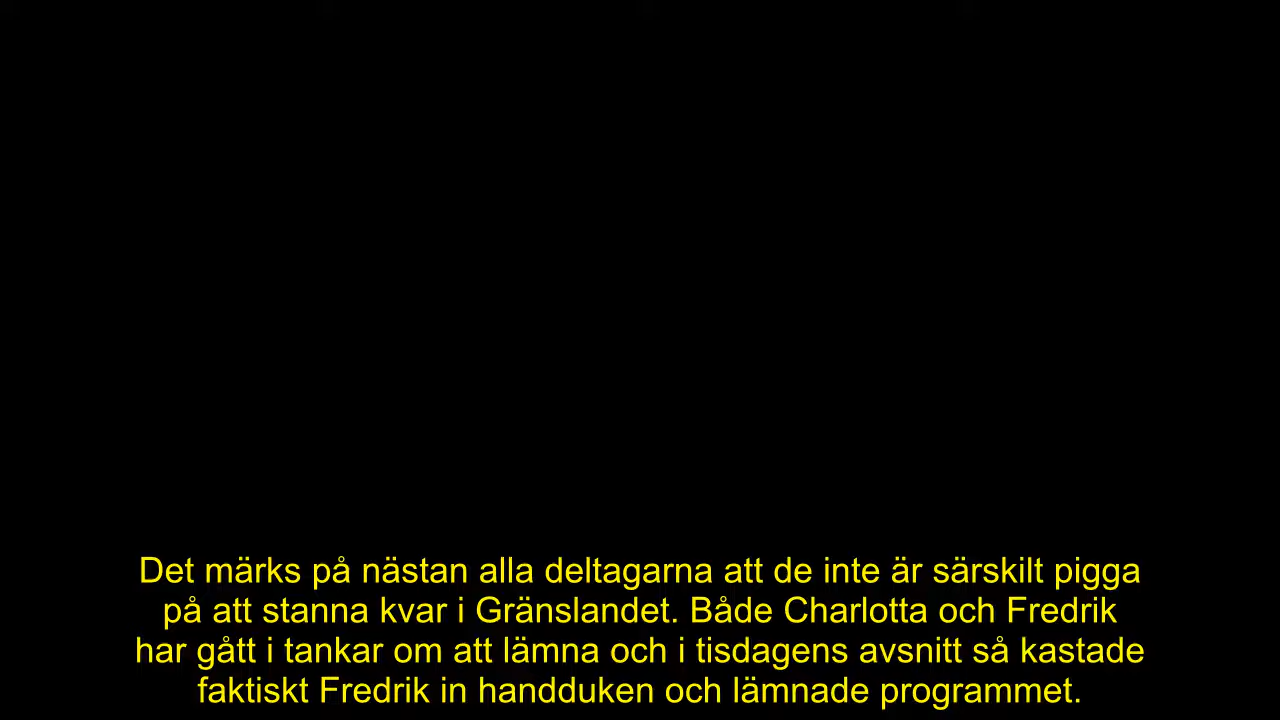 Det märks på nästan alla deltagarna att de inte är särskilt pigga
på att stanna kvar i Gränslandet. Både Charlotta och Fredrik
har gått i tankar om att lämna och i tisdagens avsnitt så kastade
faktiskt Fredrik in handduken och lämnade programmet.